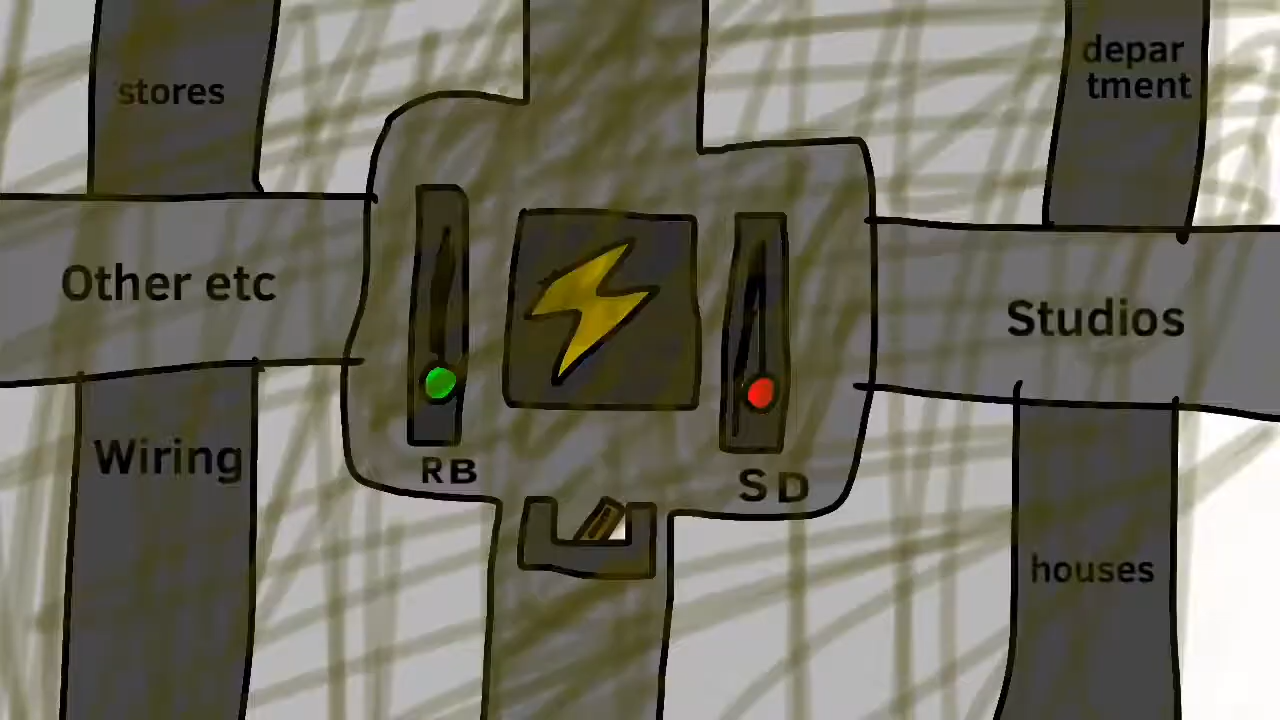 stores
depar
tment
Other etc
Studios
Wiring
RB
SD
houses